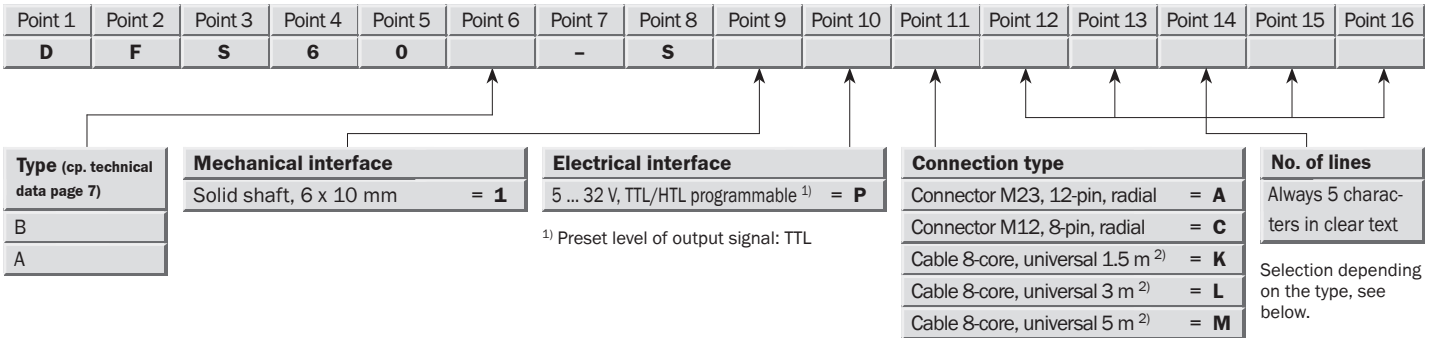 Point 1 Point 2 Point 3 Point 4 Point 5 Point 6 Point 7 Point 8 Point 9 Point 10 Point 11 Point 12 Point 13 Point 14 Point 15 Point 16
D F S 6 0 – S
Type (cp. technical
data page 7)
B
A
Mechanical interface
Solid shaft, 6 x 10 mm = 1
Electrical interface
5 ... 32 V, TTL/HTL programmable 1) = P
1) Preset level of output signal: TTL
Connection type
Connector M23, 12-pin, radial = A
Connector M12, 8-pin, radial = C
Cable 8-core, universal 1.5 m 2) = K
Cable 8-core, universal 3 m 2) = L
Cable 8-core, universal 5 m 2) = M
No. of lines
Always 5 charac-
ters in clear text
Selection depending
on the type, see
below.